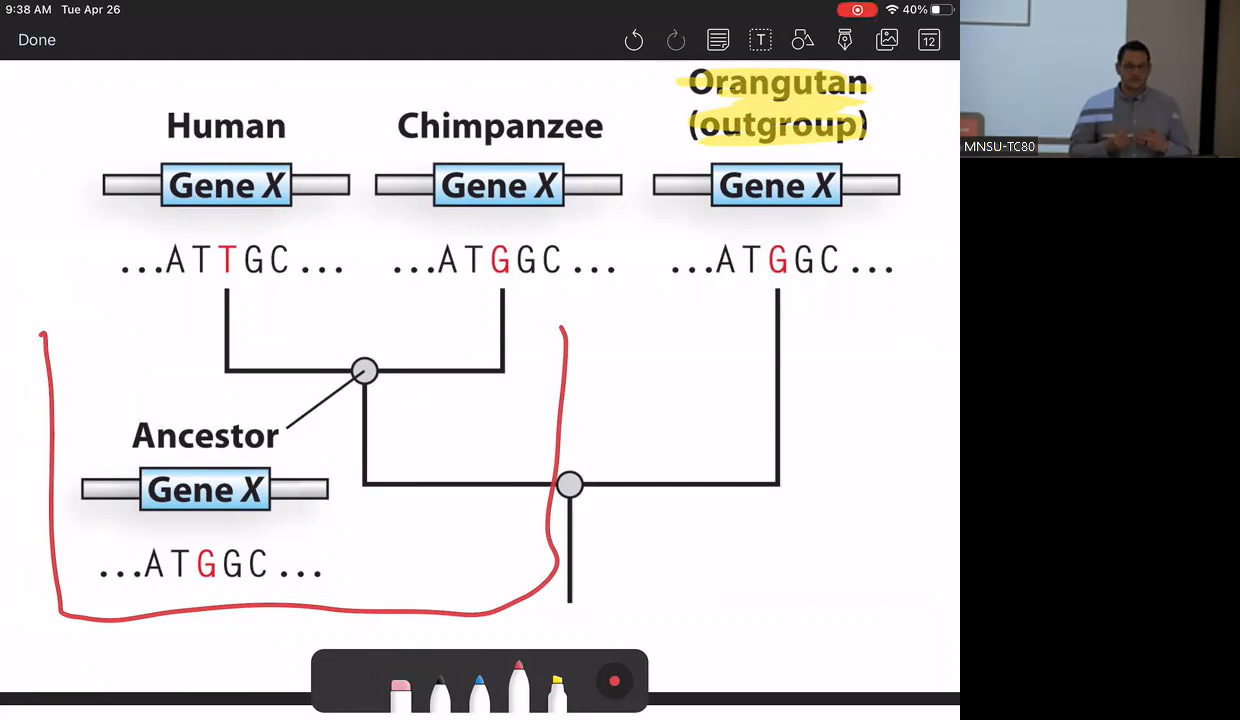 9:38 AM Tue Apr 26
40%
Done
T
12
Human
Chimpanzee
Orangutan
(outgroup)
Gene X
Gene X
Gene X
...ATTGC...
...ATGGC...
...ATGGC...
Ancestor
Gene X
...ATGGC...
MNSU-TC80